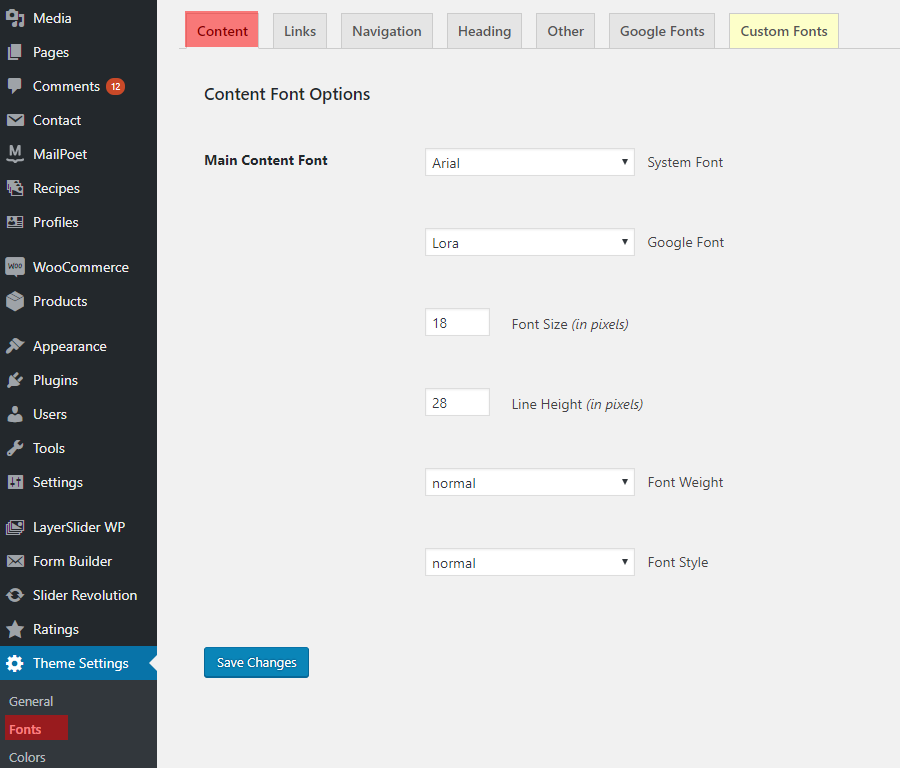 Media
Pages
Comments 12
Contact
MailPoet
Recipes
Profiles
WOO WooCommerce
Products
Appearance
Plugins
Users
Tools
Settings
LayerSlider WP
Form Builder
Slider Revolution
Ratings
Theme Settings
General
Fonts
Colors
Content Links Navigation Heading Other Google Fonts Custom Fonts
Content Font Options
Main Content Font Arial System Font
Lora Google Font
18 Font Size (in pixels)
28 Line Height (in pixels)
normal Font Weight
normal Font Style
Save Changes